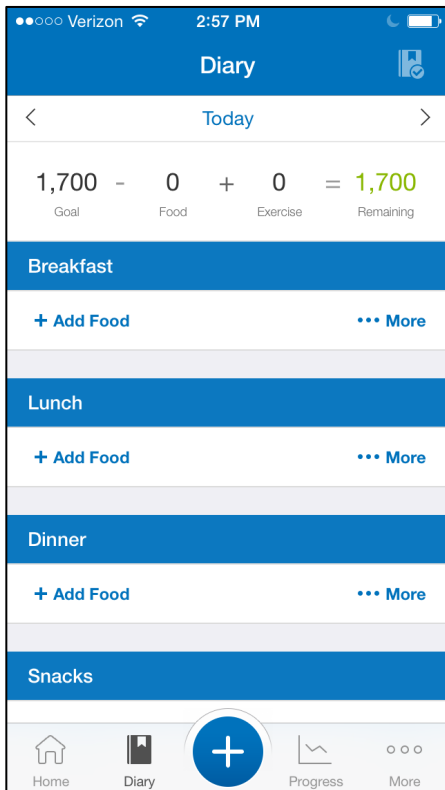 Verizon 2:57 PM
Diary
Today
1,700 - 0 + 0 = 1,700
Goal Food Exercise Remaining
Breakfast
+ Add Food ••• More
Lunch
+ Add Food ••• More
Dinner
+ Add Food ••• More
Snacks
Home Diary Progress More